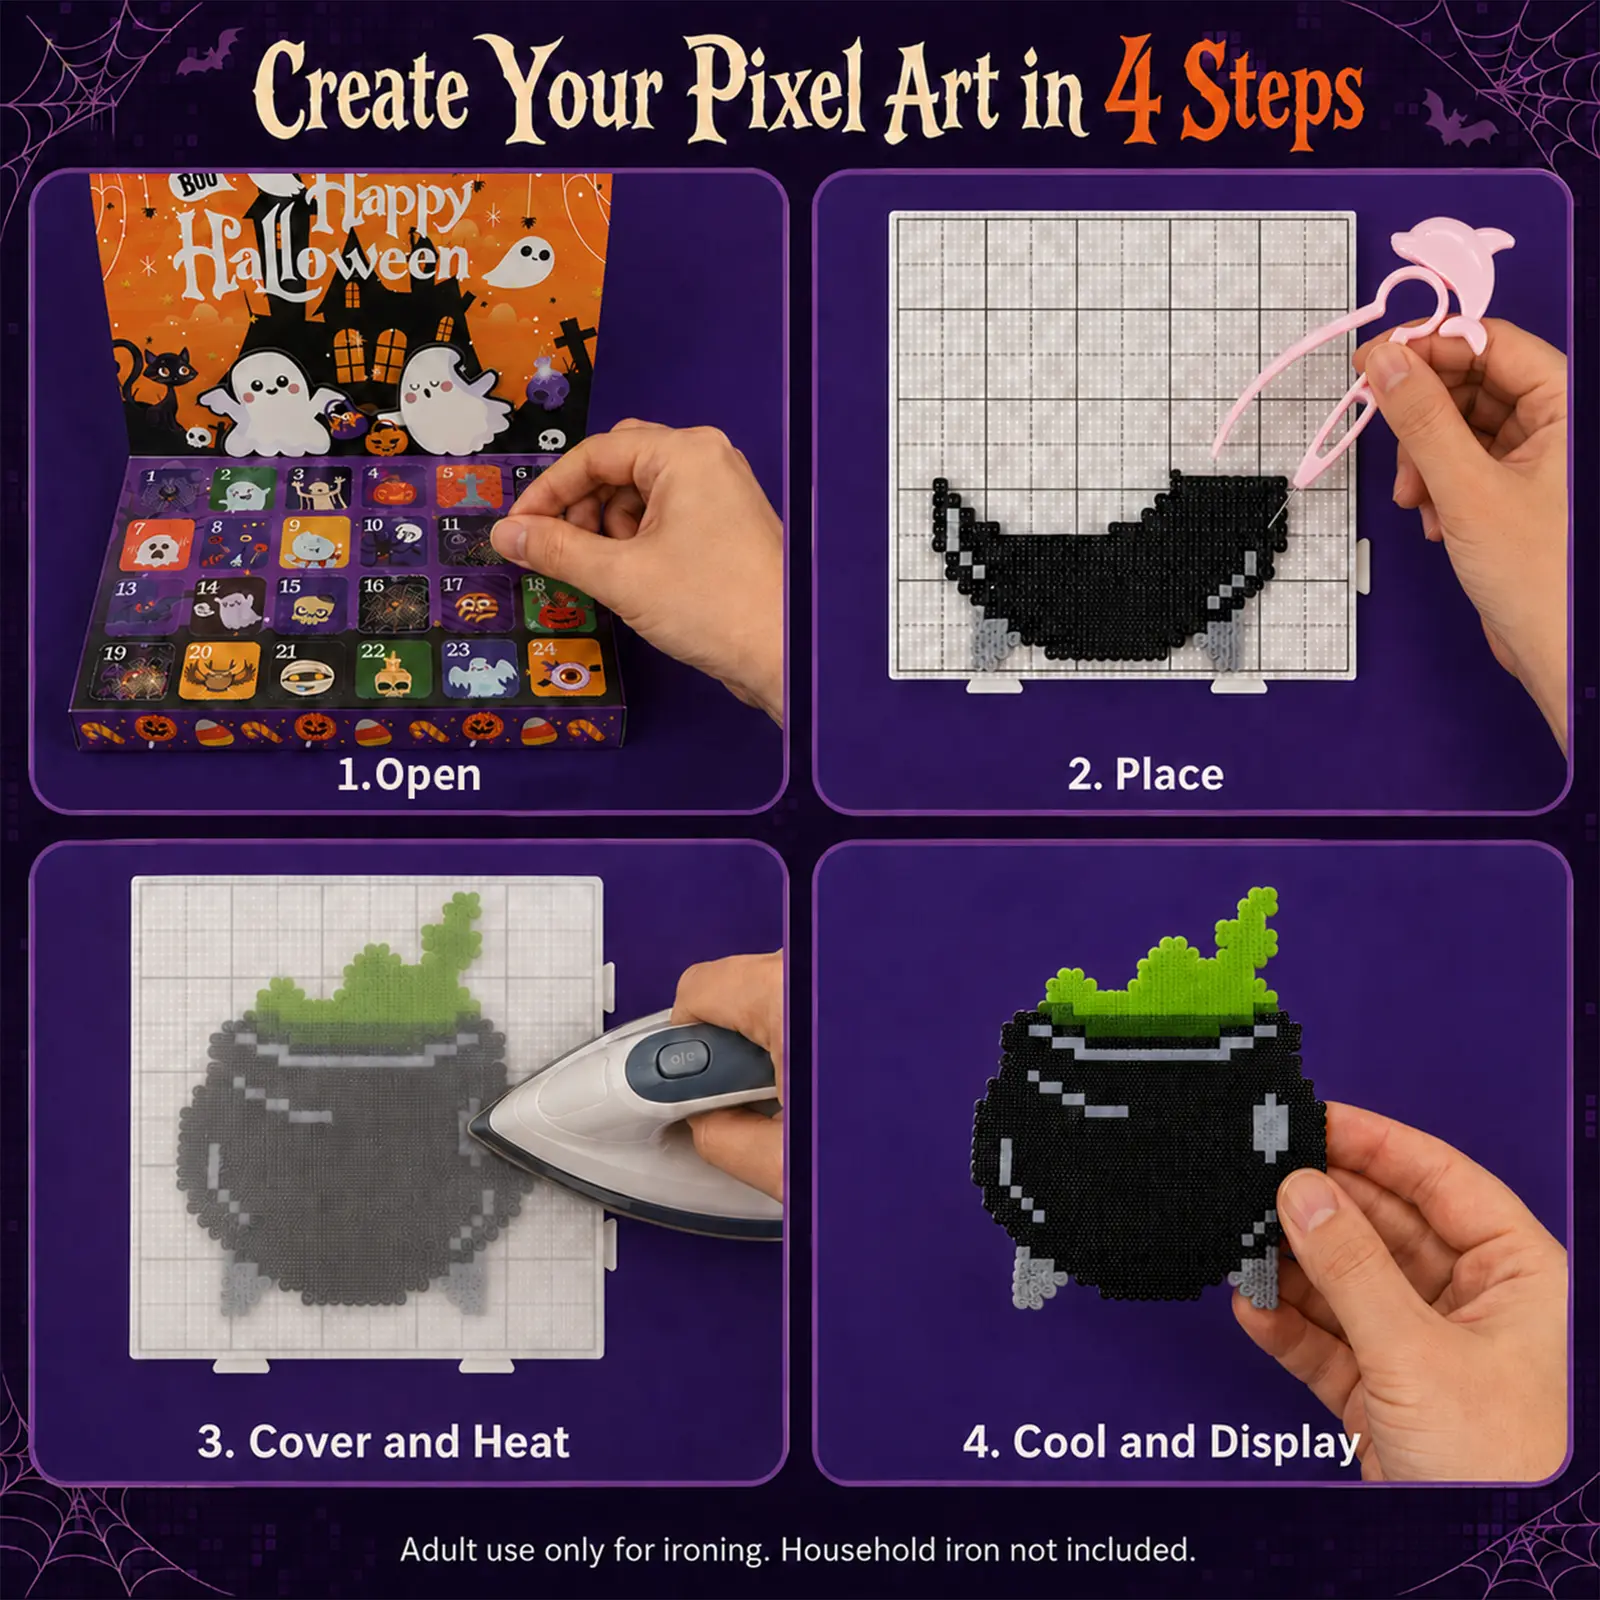 Create Your Pixel Art in 4 Steps
BOO
Happy
Halloween
1 2 3 4 5 6
7 8 9 10 11
13 14 15 16 17 18
19 20 21 22 23 24
1.Open
2. Place
3. Cover and Heat
4. Cool and Display
Adult use only for ironing. Household iron not included.